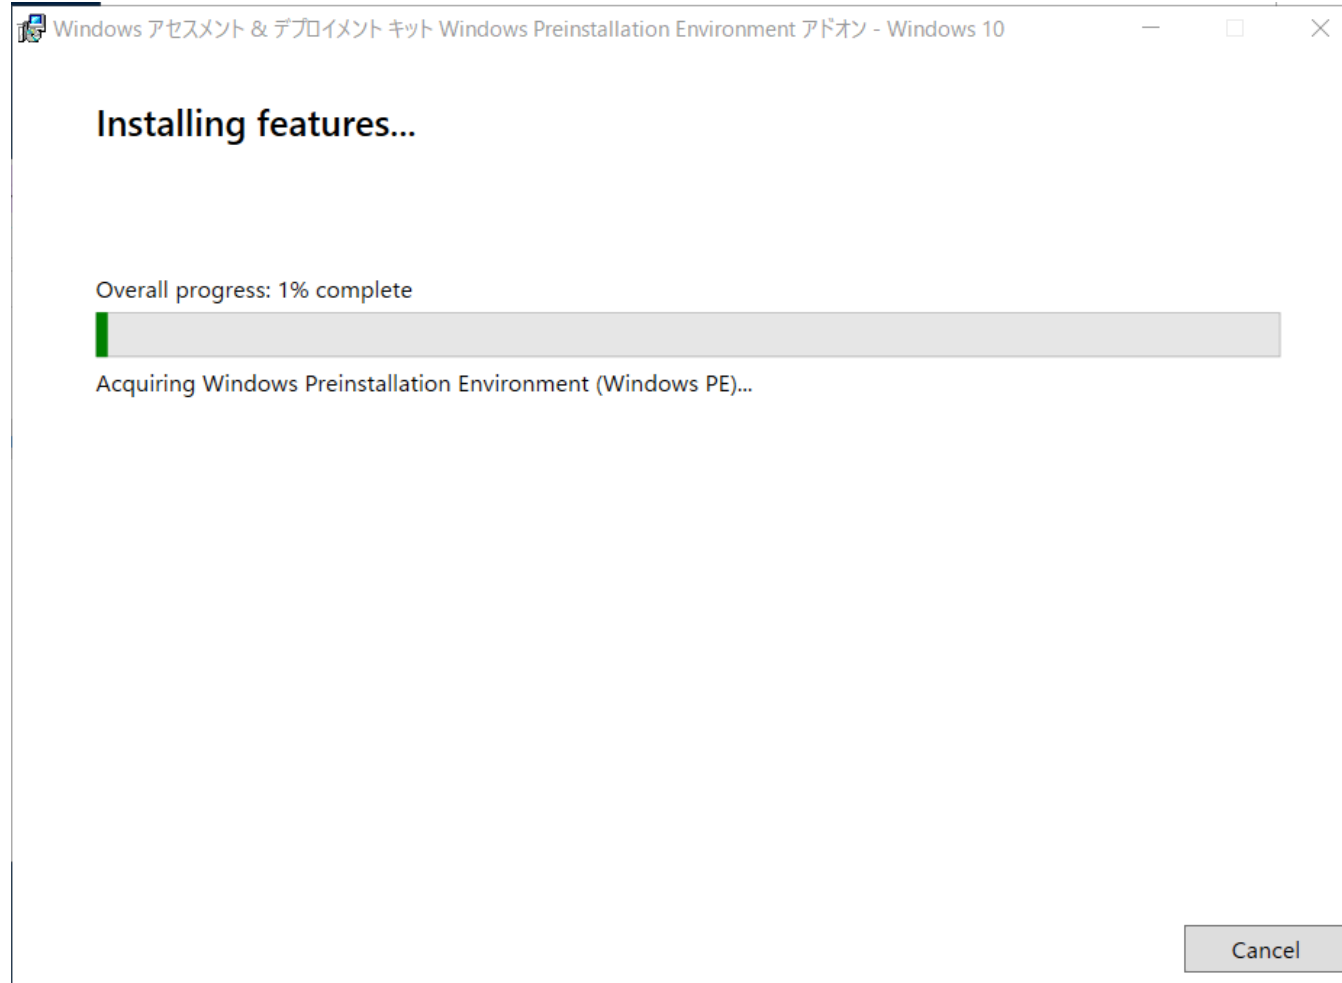 Windows アセスメント & デプロイメント キット Windows Preinstallation Environment アドオン - Windows 10
Installing features...
Overall progress: 1% complete
Acquiring Windows Preinstallation Environment (Windows PE)...
Cancel